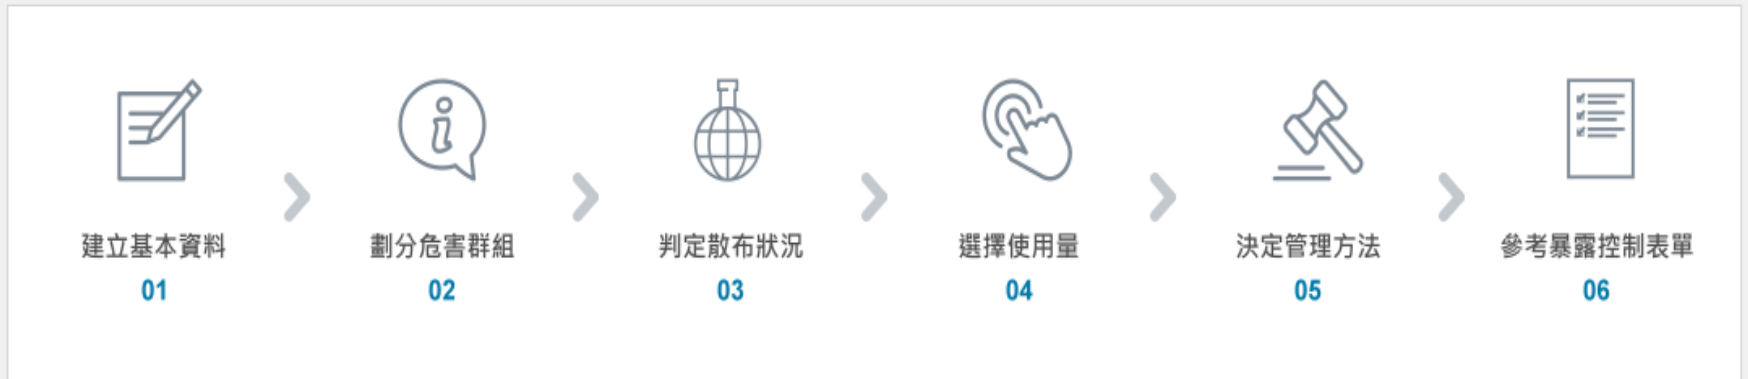 建立基本資料
01
劃分危害群組
02
判定散布狀況
03
選擇使用量
04
決定管理方法
05
參考暴露控制表單
06